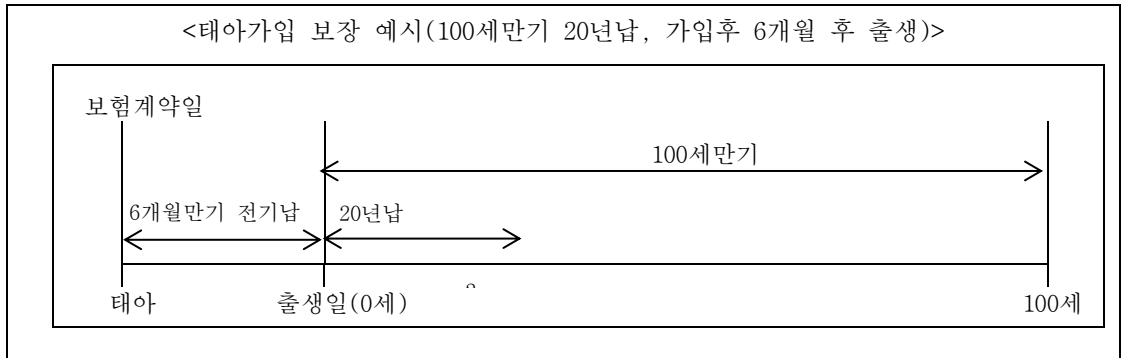 <태아가입 보장 예시(100세만기 20년납, 가입후 6개월 후 출생)>
보험계약일
100세만기
6개월만기 전기납 20년납
태아 출생일(0세) 100세